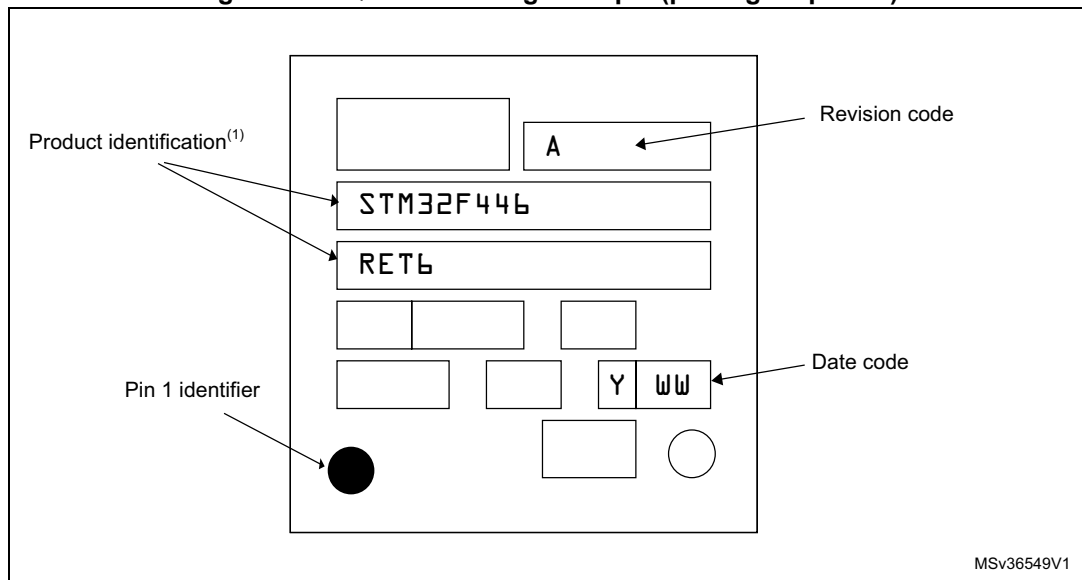 Revision code
A
Product identification(1)
STM32F446
RET6
Date code
Y WW
Pin 1 identifier
MSv36549V1